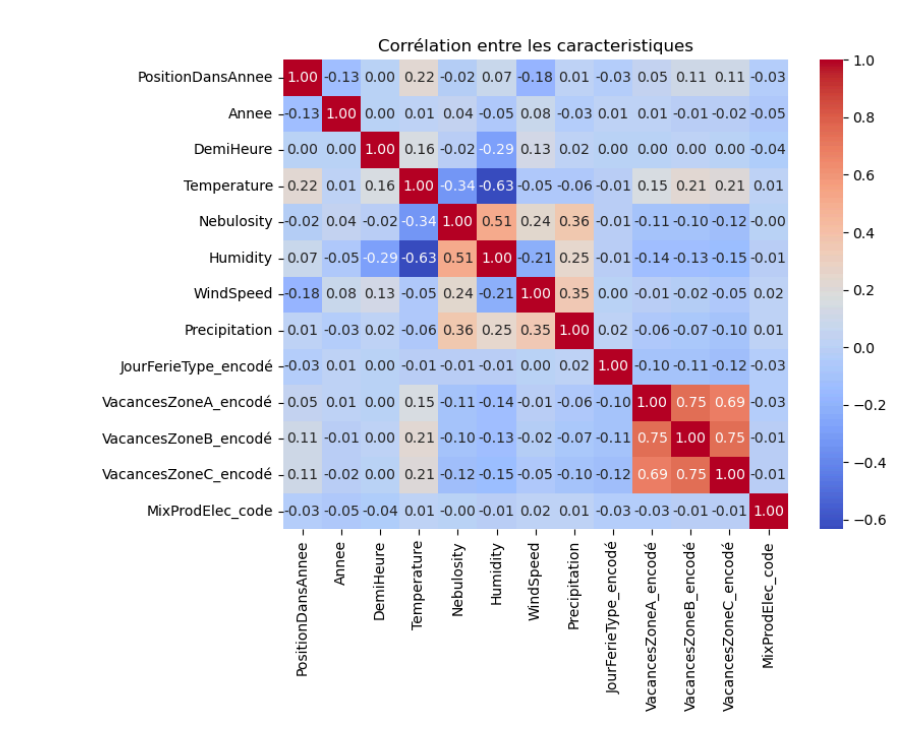 Corrélation entre les caracteristiques
PositionDansAnnee 1.00 -0.13 0.00 0.22 -0.02 0.07 -0.18 0.01 -0.03 0.05 0.11 0.11 -0.03
Annee -0.13 1.00 0.00 0.01 0.04 -0.05 0.08 -0.03 0.01 0.01 -0.01 -0.02 -0.05
DemiHeure 0.00 0.00 1.00 0.16 -0.02 -0.29 0.13 0.02 0.00 0.00 0.00 0.00 -0.04
Temperature 0.22 0.01 0.16 1.00 -0.34 -0.63 -0.05 -0.06 -0.01 0.15 0.21 0.21 0.01
Nebulosity -0.02 0.04 -0.02 -0.34 1.00 0.51 0.24 0.36 -0.01 -0.11 -0.10 -0.12 -0.00
Humidity 0.07 -0.05 -0.29 -0.63 0.51 1.00 -0.21 0.25 -0.01 -0.14 -0.13 -0.15 -0.01
WindSpeed -0.18 0.08 0.13 -0.05 0.24 -0.21 1.00 0.35 0.00 -0.01 -0.02 -0.05 0.02
Precipitation 0.01 -0.03 0.02 -0.06 0.36 0.25 0.35 1.00 0.02 -0.06 -0.07 -0.10 0.01
JourFerieType_encodé -0.03 0.01 0.00 -0.01 -0.01 -0.01 0.00 0.02 1.00 -0.10 -0.11 -0.12 -0.03
VacancesZoneA_encodé 0.05 0.01 0.00 0.15 -0.11 -0.14 -0.01 -0.06 -0.10 1.00 0.75 0.69 -0.03
VacancesZoneB_encodé 0.11 -0.01 0.00 0.21 -0.10 -0.13 -0.02 -0.07 -0.11 0.75 1.00 0.75 -0.01
VacancesZoneC_encodé 0.11 -0.02 0.00 0.21 -0.12 -0.15 -0.05 -0.10 -0.12 0.69 0.75 1.00 -0.01
MixProdElec_code -0.03 -0.05 -0.04 0.01 -0.00 -0.01 0.02 0.01 -0.03 -0.03 -0.01 -0.01 1.00
PositionDansAnnee
Annee
DemiHeure
Temperature
Nebulosity
Humidity
WindSpeed
Precipitation
JourFerieType_encodé
VacancesZoneA_encodé
VacancesZoneB_encodé
VacancesZoneC_encodé
MixProdElec_code
1.0
0.8
0.6
0.4
0.2
0.0
−0.2
−0.4
−0.6